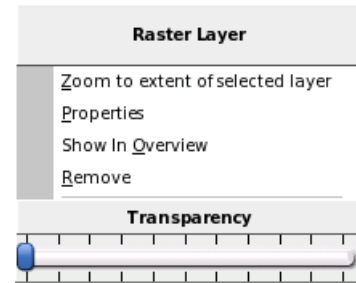 Raster Layer
Zoom to extent of selected layer
Properties
Show In Overview
Remove
Transparency